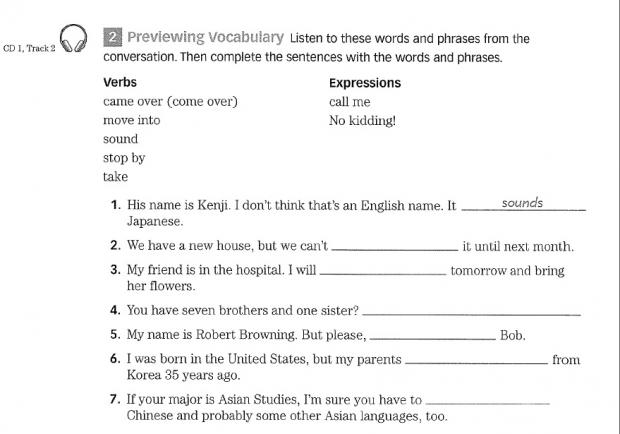 CD 1, Track 2
2 Previewing Vocabulary Listen to these words and phrases from the
conversation. Then complete the sentences with the words and phrases.
Verbs
came over (come over)
move into
sound
stop by
take
Expressions
call me
No kidding!
1. His name is Kenji. I don't think that's an English name. It sounds
Japanese.
2. We have a new house, but we can't ____________ it until next month.
3. My friend is in the hospital. I will ____________ tomorrow and bring
her flowers.
4. You have seven brothers and one sister? ____________
5. My name is Robert Browning. But please, ____________ Bob.
6. I was born in the United States, but my parents ____________ from
Korea 35 years ago.
7. If your major is Asian Studies, I'm sure you have to ____________
Chinese and probably some other Asian languages, too.